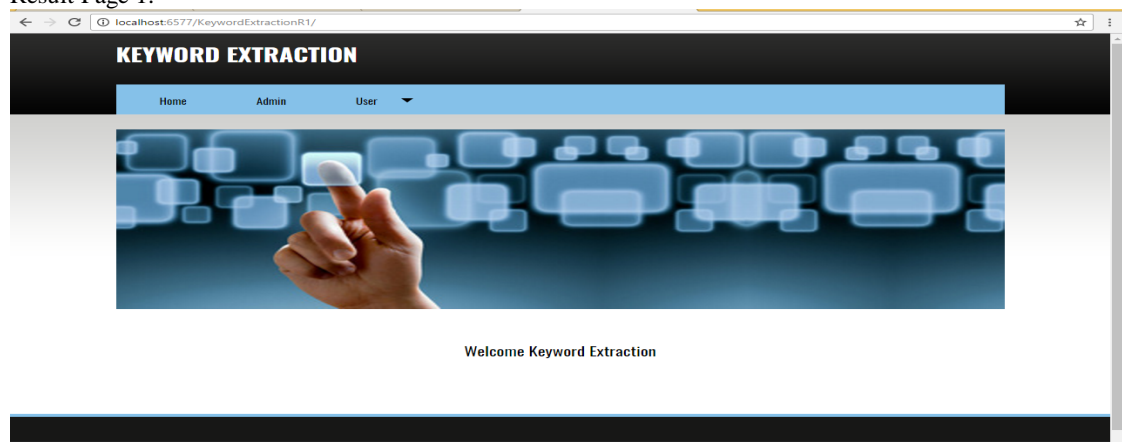 Result Page 1:
localhost:6577/KeywordExtractionR1/
KEYWORD EXTRACTION
Home Admin User
Welcome Keyword Extraction